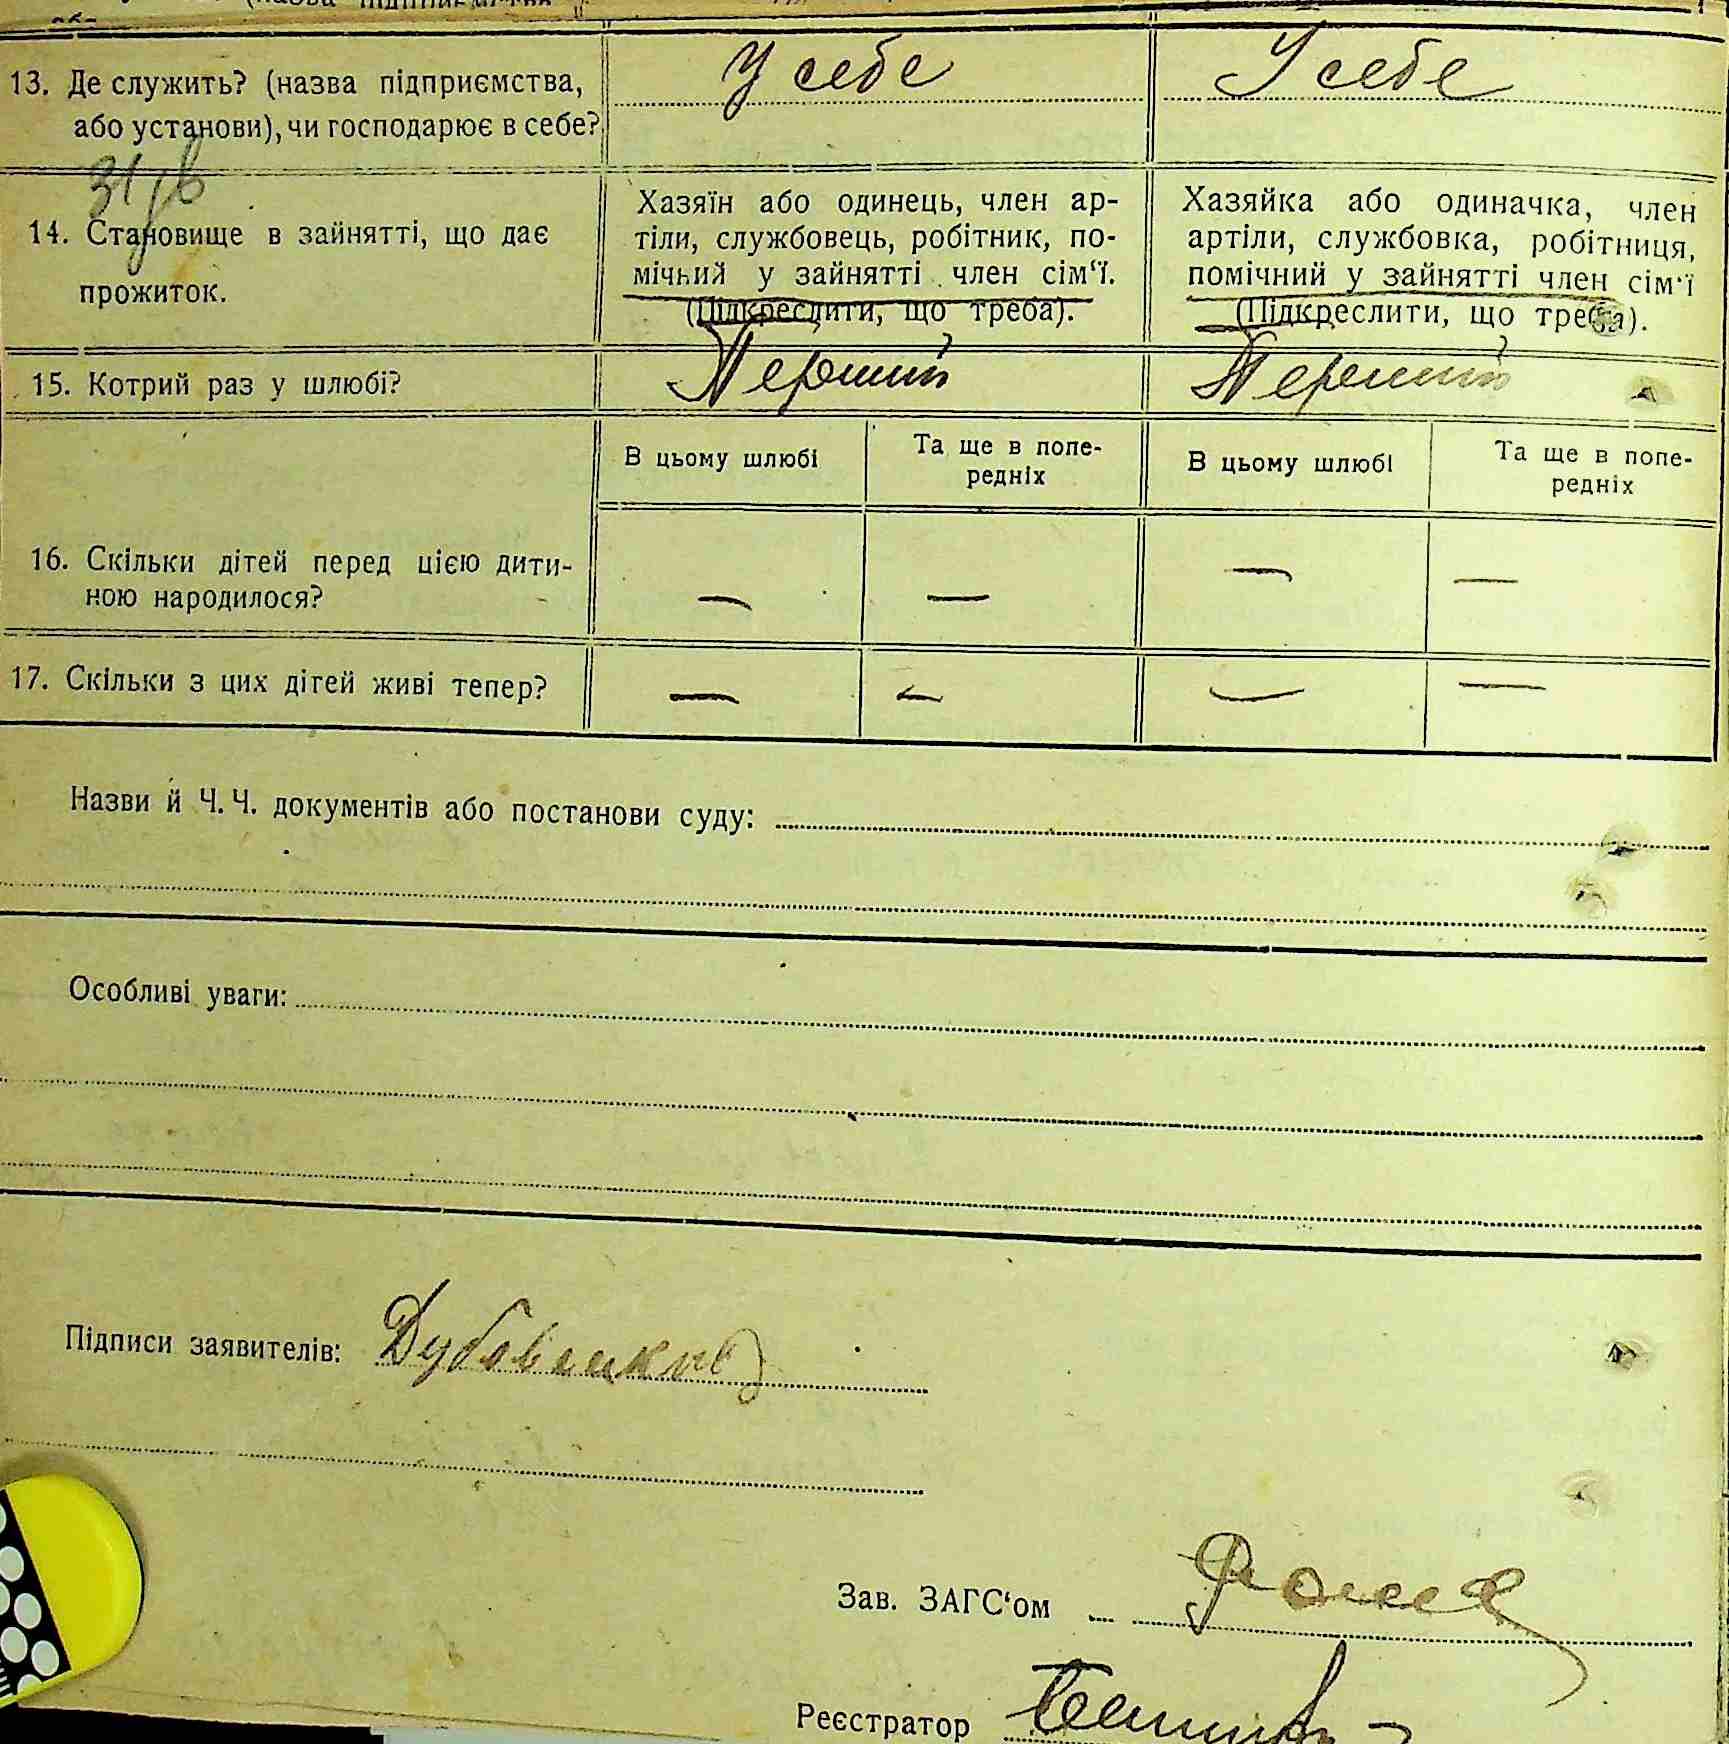 13. Де служить? (назва підприємства, У себе У себе
або установи), чи господарює в себе?
14. Становище в зайнятті, що дає
прожиток.
Хазяїн або одинець, член ар-
тіли, службовець, робітник, по-
мічний у зайнятті член сім‘ї.
(Підкреслити, що треба).
Хазяйка або одиначка, член
артіли, службовка, робітниця,
помічний у зайнятті член сім‘ї
(Підкреслити, що треба).
15. Котрий раз у шлюбі? Перший Перший
В цьому шлюбі
Та ще в попе-
редніх
В цьому шлюбі
Та ще в попе-
редніх
16. Скільки дітей перед цією дити-
ною народилося? — — — —
17. Скільки з цих дітей живі тепер? — — — —
Назви й Ч. Ч. документів або постанови суду:
Особливі уваги:
Підписи заявителів:
Зав. ЗАГС‘ом
Реєстратор